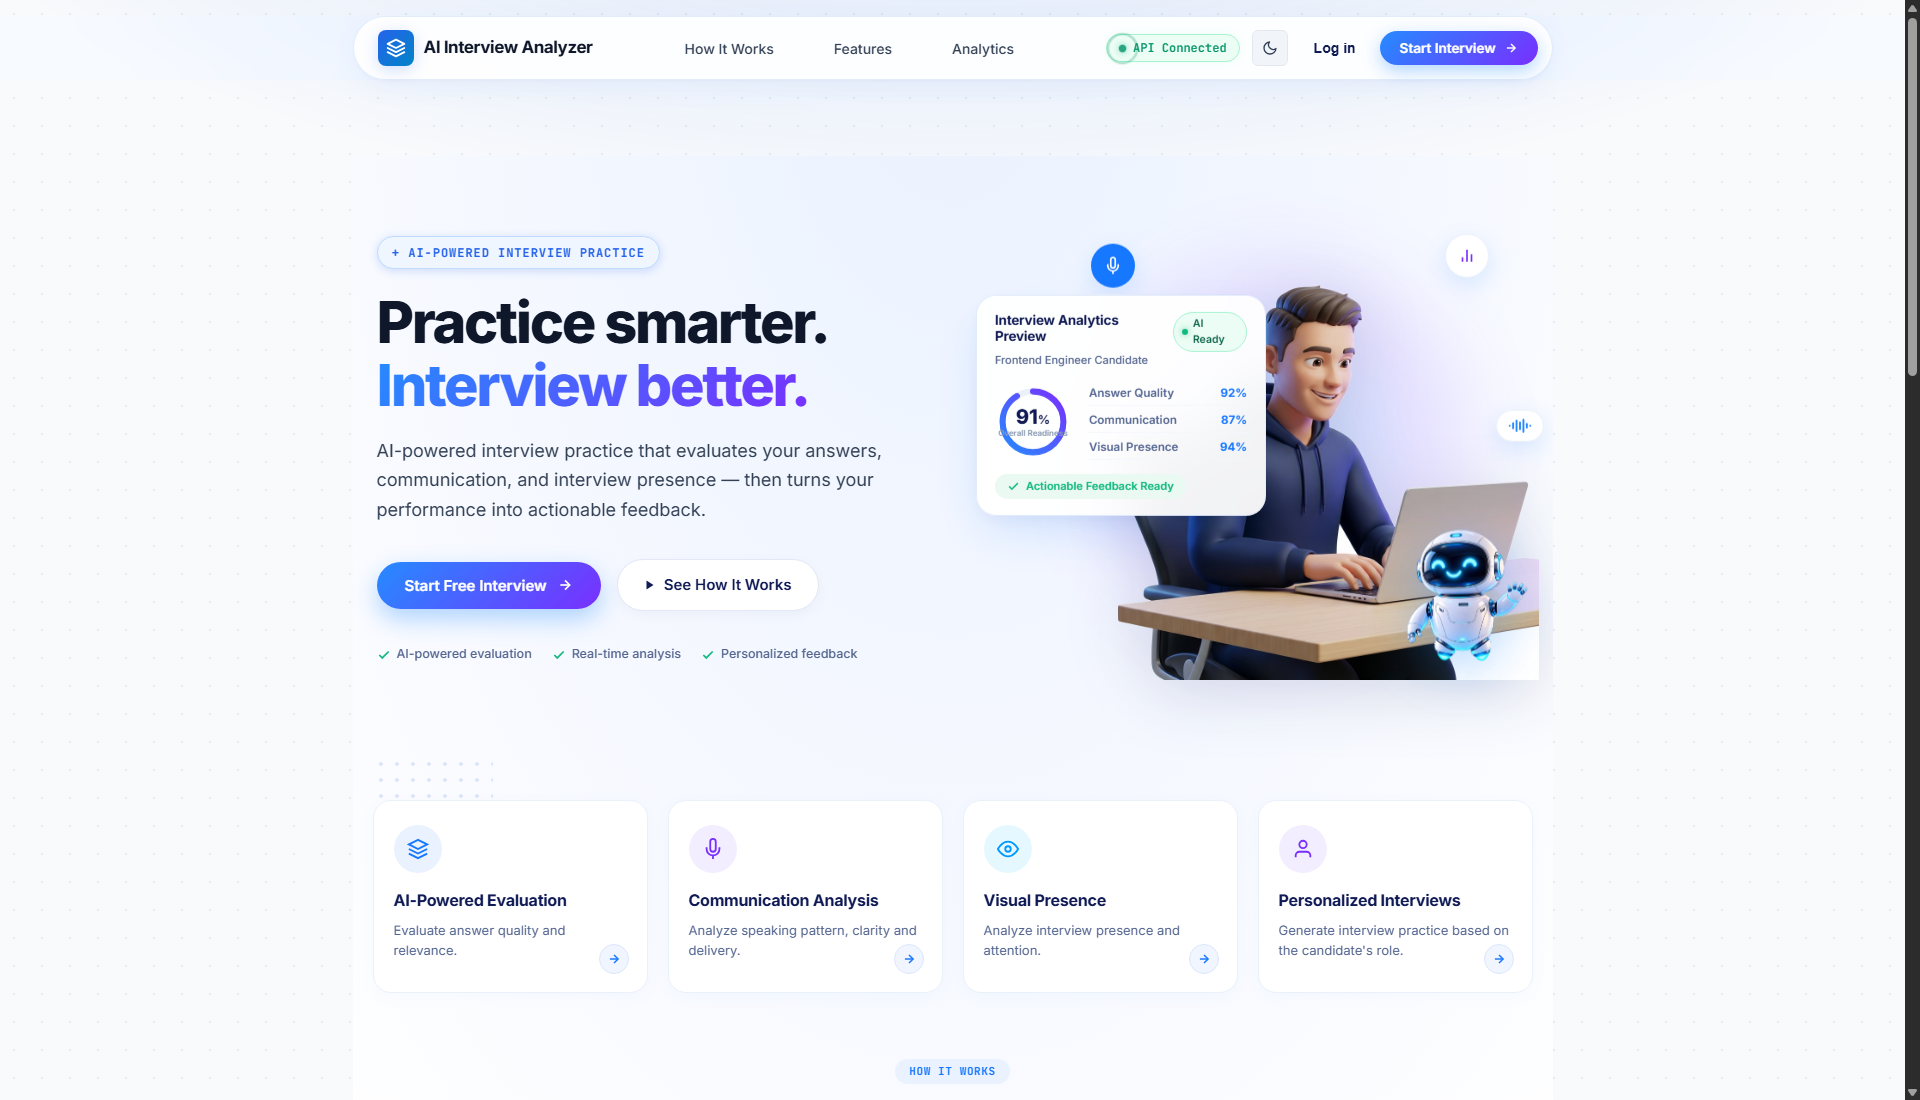 AI Interview Analyzer
How It Works
Features
Analytics
API Connected
Log in
Start Interview
+ AI-POWERED INTERVIEW PRACTICE
Practice smarter.
Interview better.
AI-powered interview practice that evaluates your answers,
communication, and interview presence — then turns your
performance into actionable feedback.
Start Free Interview
See How It Works
AI-powered evaluation
Real-time analysis
Personalized feedback
Interview Analytics
Preview
AI
Ready
Frontend Engineer Candidate
91%
Overall Readiness
Answer Quality 92%
Communication 87%
Visual Presence 94%
Actionable Feedback Ready
AI-Powered Evaluation
Evaluate answer quality and
relevance.
Communication Analysis
Analyze speaking pattern, clarity and
delivery.
Visual Presence
Analyze interview presence and
attention.
Personalized Interviews
Generate interview practice based on
the candidate's role.
HOW IT WORKS